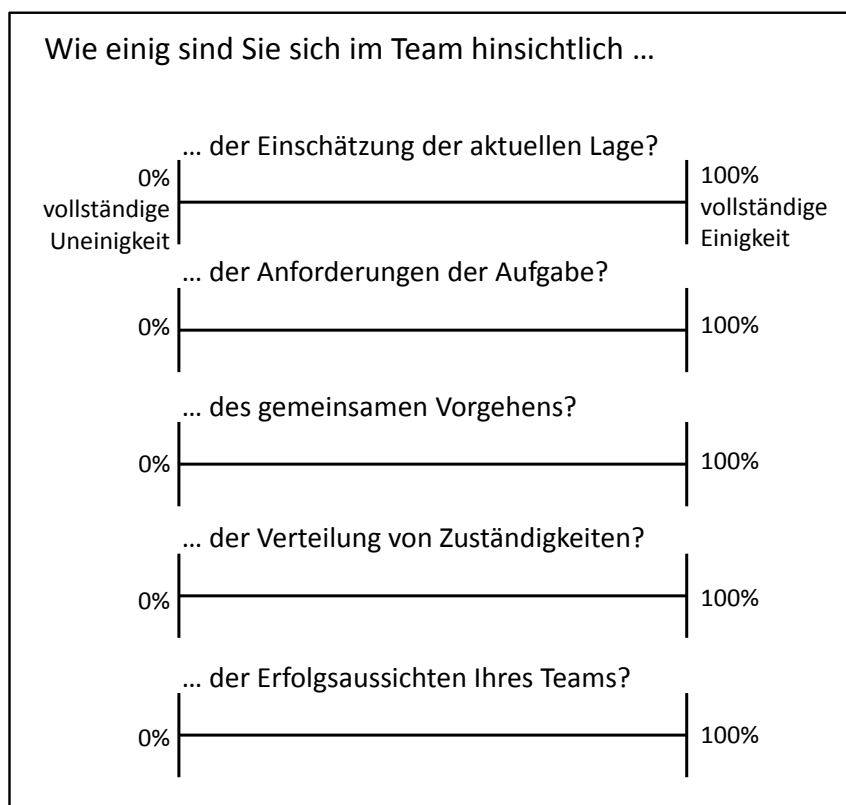 Wie einig sind Sie sich im Team hinsichtlich …
… der Einschätzung der aktuellen Lage?
0%
vollständige
Uneinigkeit
100%
vollständige
Einigkeit
… der Anforderungen der Aufgabe?
0%
100%
… des gemeinsamen Vorgehens?
0%
100%
… der Verteilung von Zuständigkeiten?
0%
100%
… der Erfolgsaussichten Ihres Teams?
0%
100%